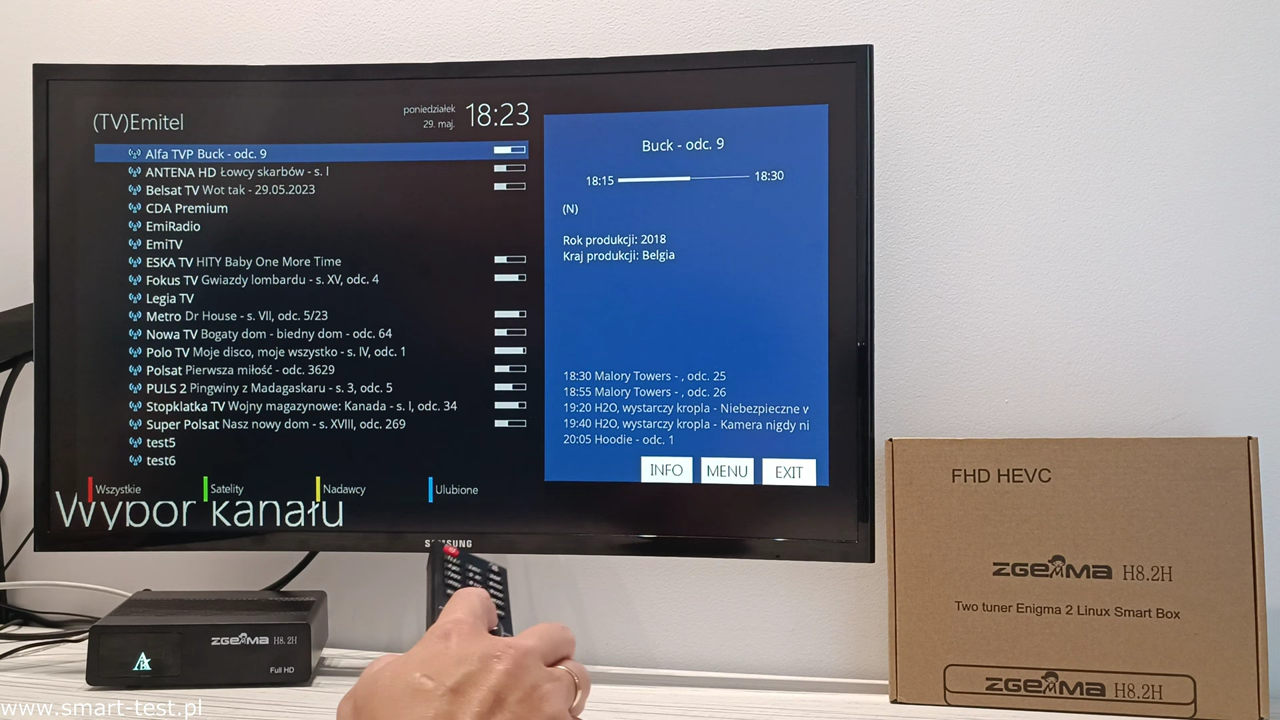 (TV)Emitel
poniedziałek
29. maj.
18:23
Alfa TVP Buck - odc. 9
ANTENA HD Łowcy skarbów - s. I
Belsat TV Wot tak - 29.05.2023
CDA Premium
EmiRadio
EmiTV
ESKA TV HITY Baby One More Time
Fokus TV Gwiazdy lombardu - s. XV, odc. 4
Legia TV
Metro Dr House - s. VII, odc. 5/23
Nowa TV Bogaty dom - biedny dom - odc. 64
Polo TV Moje disco, moje wszystko - s. IV, odc. 1
Polsat Pierwsza miłość - odc. 3629
PULS 2 Pingwiny z Madagaskaru - s. 3, odc. 5
Stopklatka TV Wojny magazynowe: Kanada - s. I, odc. 34
Super Polsat Nasz nowy dom - s. XVIII, odc. 269
test5
test6
Wszystkie
Satelity
Nadawcy
Ulubione
Wybor kanału
Buck - odc. 9
18:15
18:30
(N)
Rok produkcji: 2018
Kraj produkcji: Belgia
18:30 Malory Towers - , odc. 25
18:55 Malory Towers - , odc. 26
19:20 H2O, wystarczy kropla - Niebezpieczne v
19:40 H2O, wystarczy kropla - Kamera nigdy ni
20:05 Hoodie - odc. 1
INFO MENU EXIT
SAMSUNG
ZGEMMA H8.2H
Full HD
FHD HEVC
ZGEMMA H8.2H
Two tuner Enigma 2 Linux Smart Box
ZGEMMA H8.2H
www.smart-test.pl